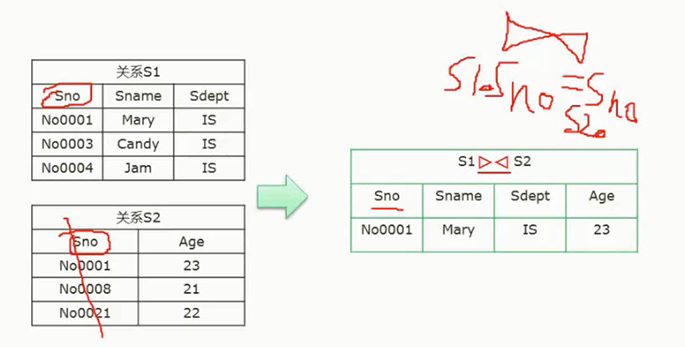 关系S1
Sno Sname Sdept
No0001 Mary IS
No0003 Candy IS
No0004 Jam IS
关系S2
Sno Age
No0001 23
No0008 21
No0021 22
S1.Sno = Sno
S2.
S1 ▷◁ S2
Sno Sname Sdept Age
No0001 Mary IS 23